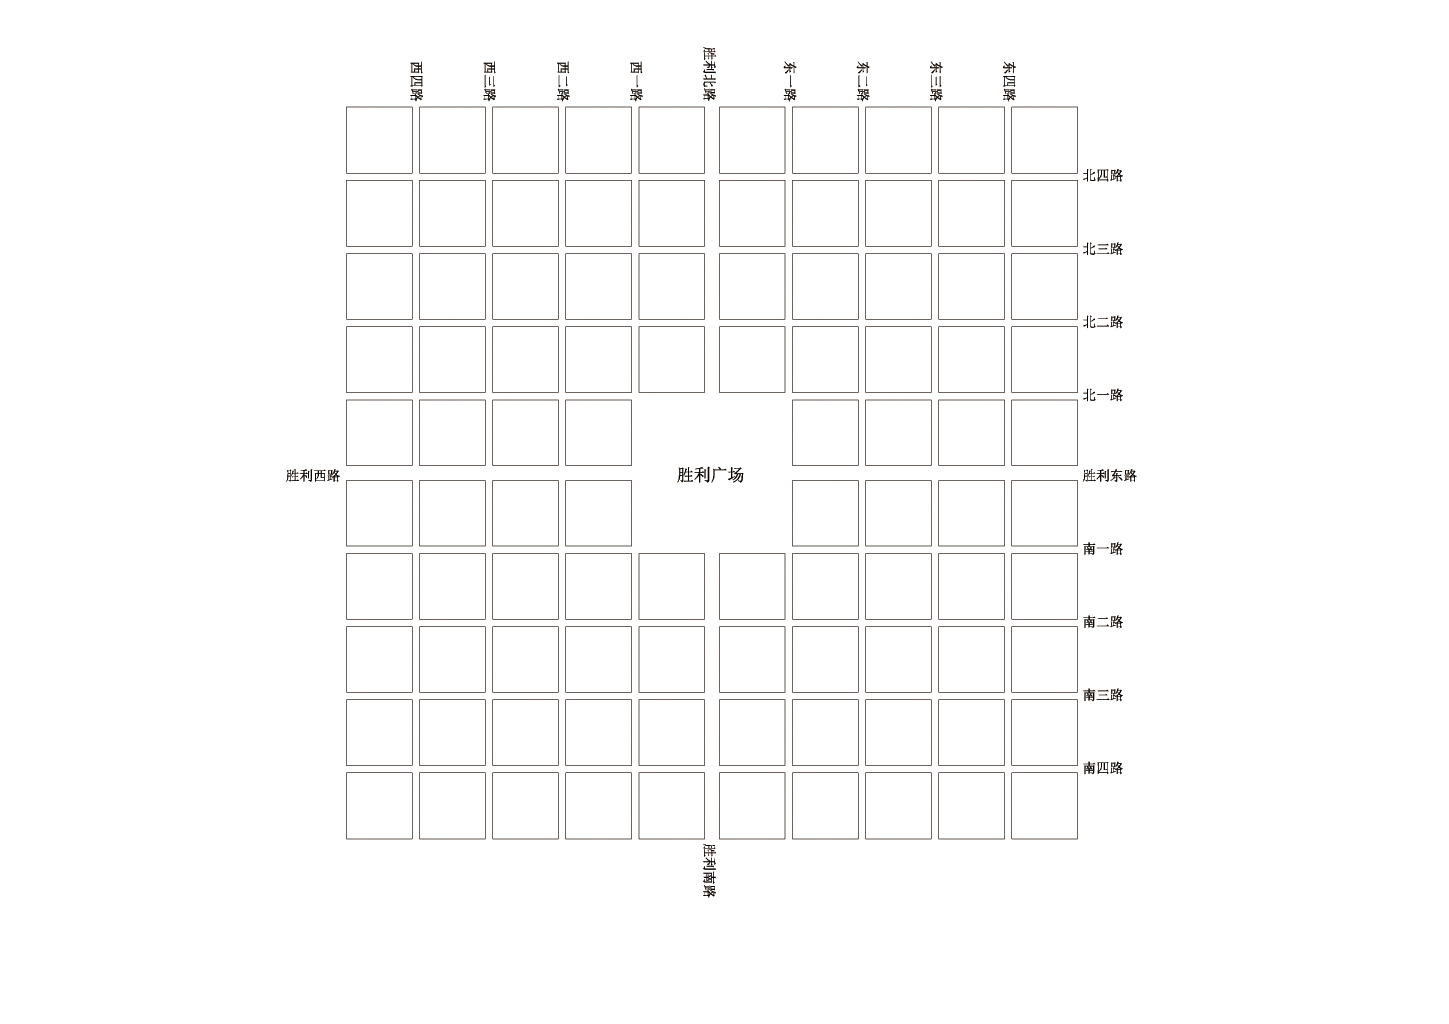 西四路
西三路
西二路
西一路
胜利北路
东一路
东二路
东三路
东四路
北四路
北三路
北二路
北一路
胜利西路
胜利广场
胜利东路
南一路
南二路
南三路
南四路
胜利南路